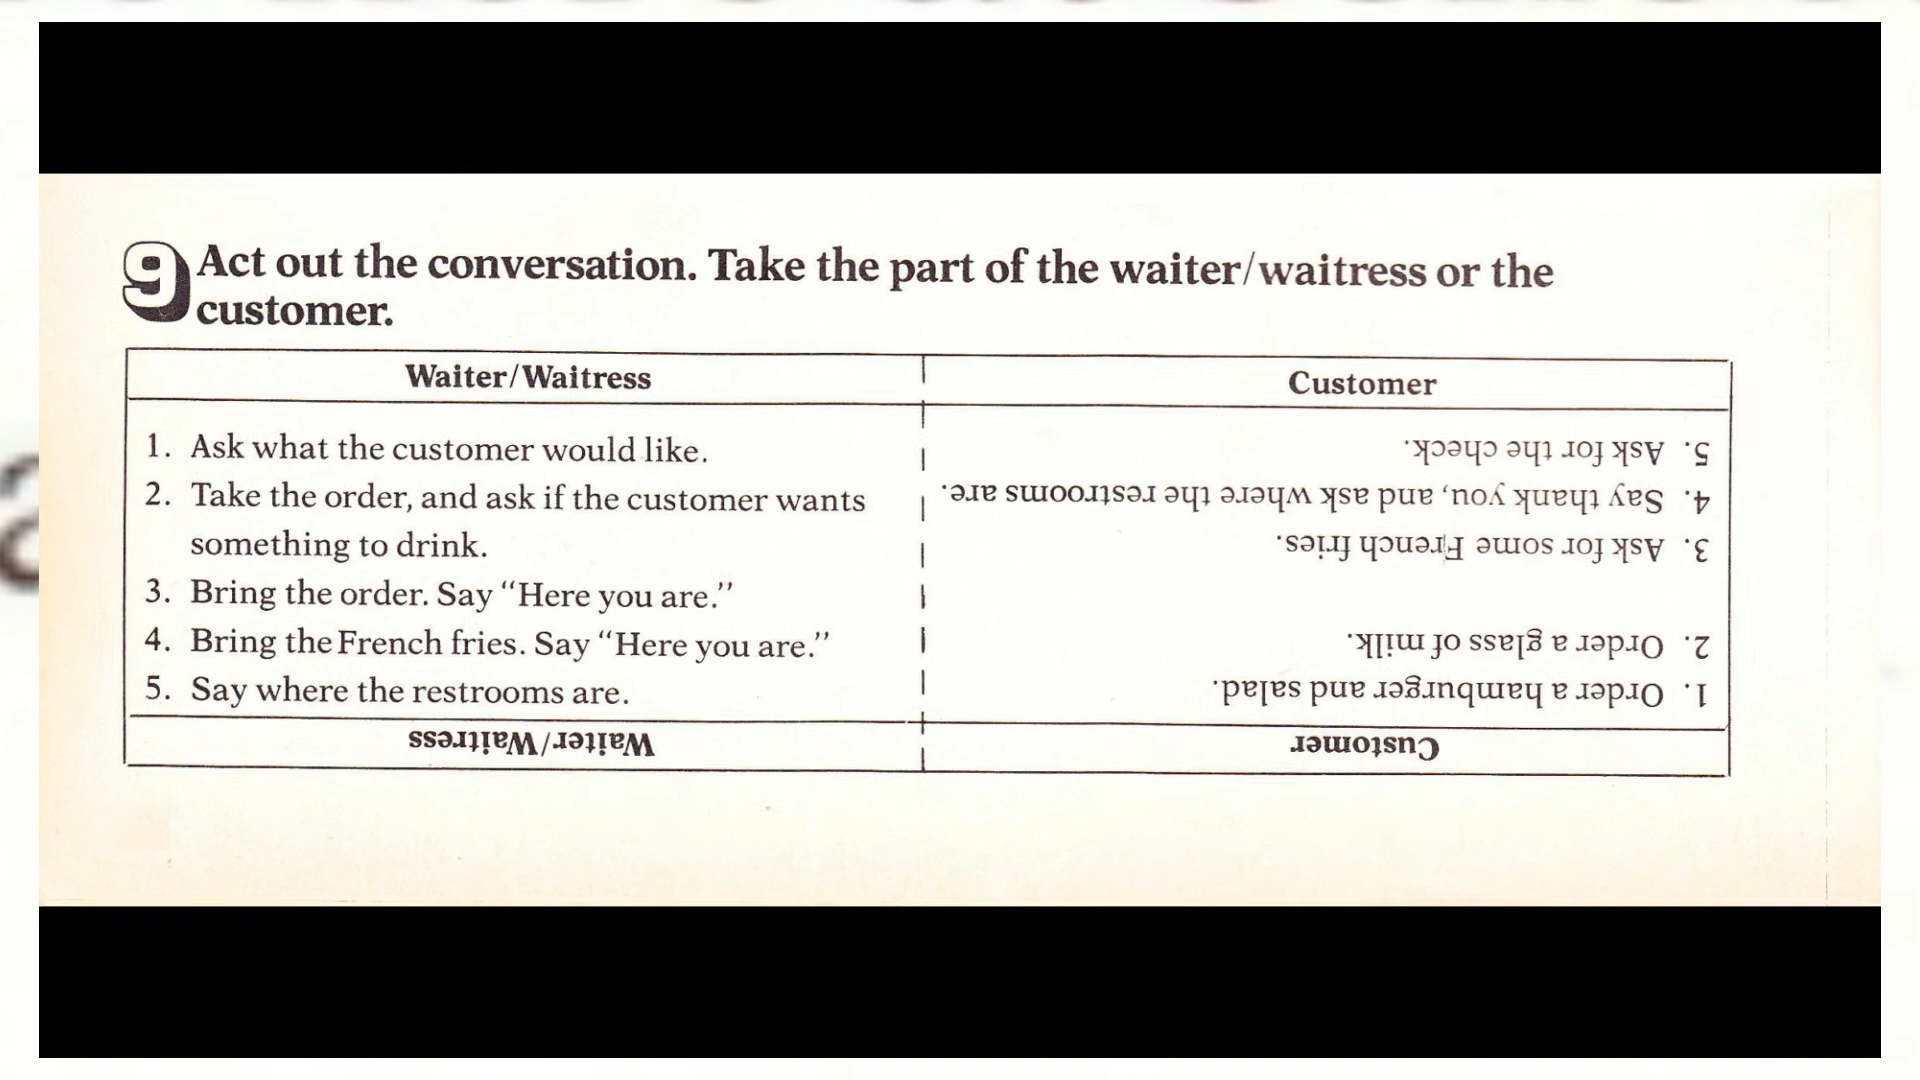 9 Act out the conversation. Take the part of the waiter/waitress or the
customer.
Waiter/Waitress
1. Ask what the customer would like.
2. Take the order, and ask if the customer wants
something to drink.
3. Bring the order. Say “Here you are.”
4. Bring the French fries. Say “Here you are.”
5. Say where the restrooms are.
Waiter/Waitress
Customer
1. Order a hamburger and salad.
2. Order a glass of milk.
3. Ask for some French fries.
4. Say thank you, and ask where the restrooms are.
5. Ask for the check.
Customer